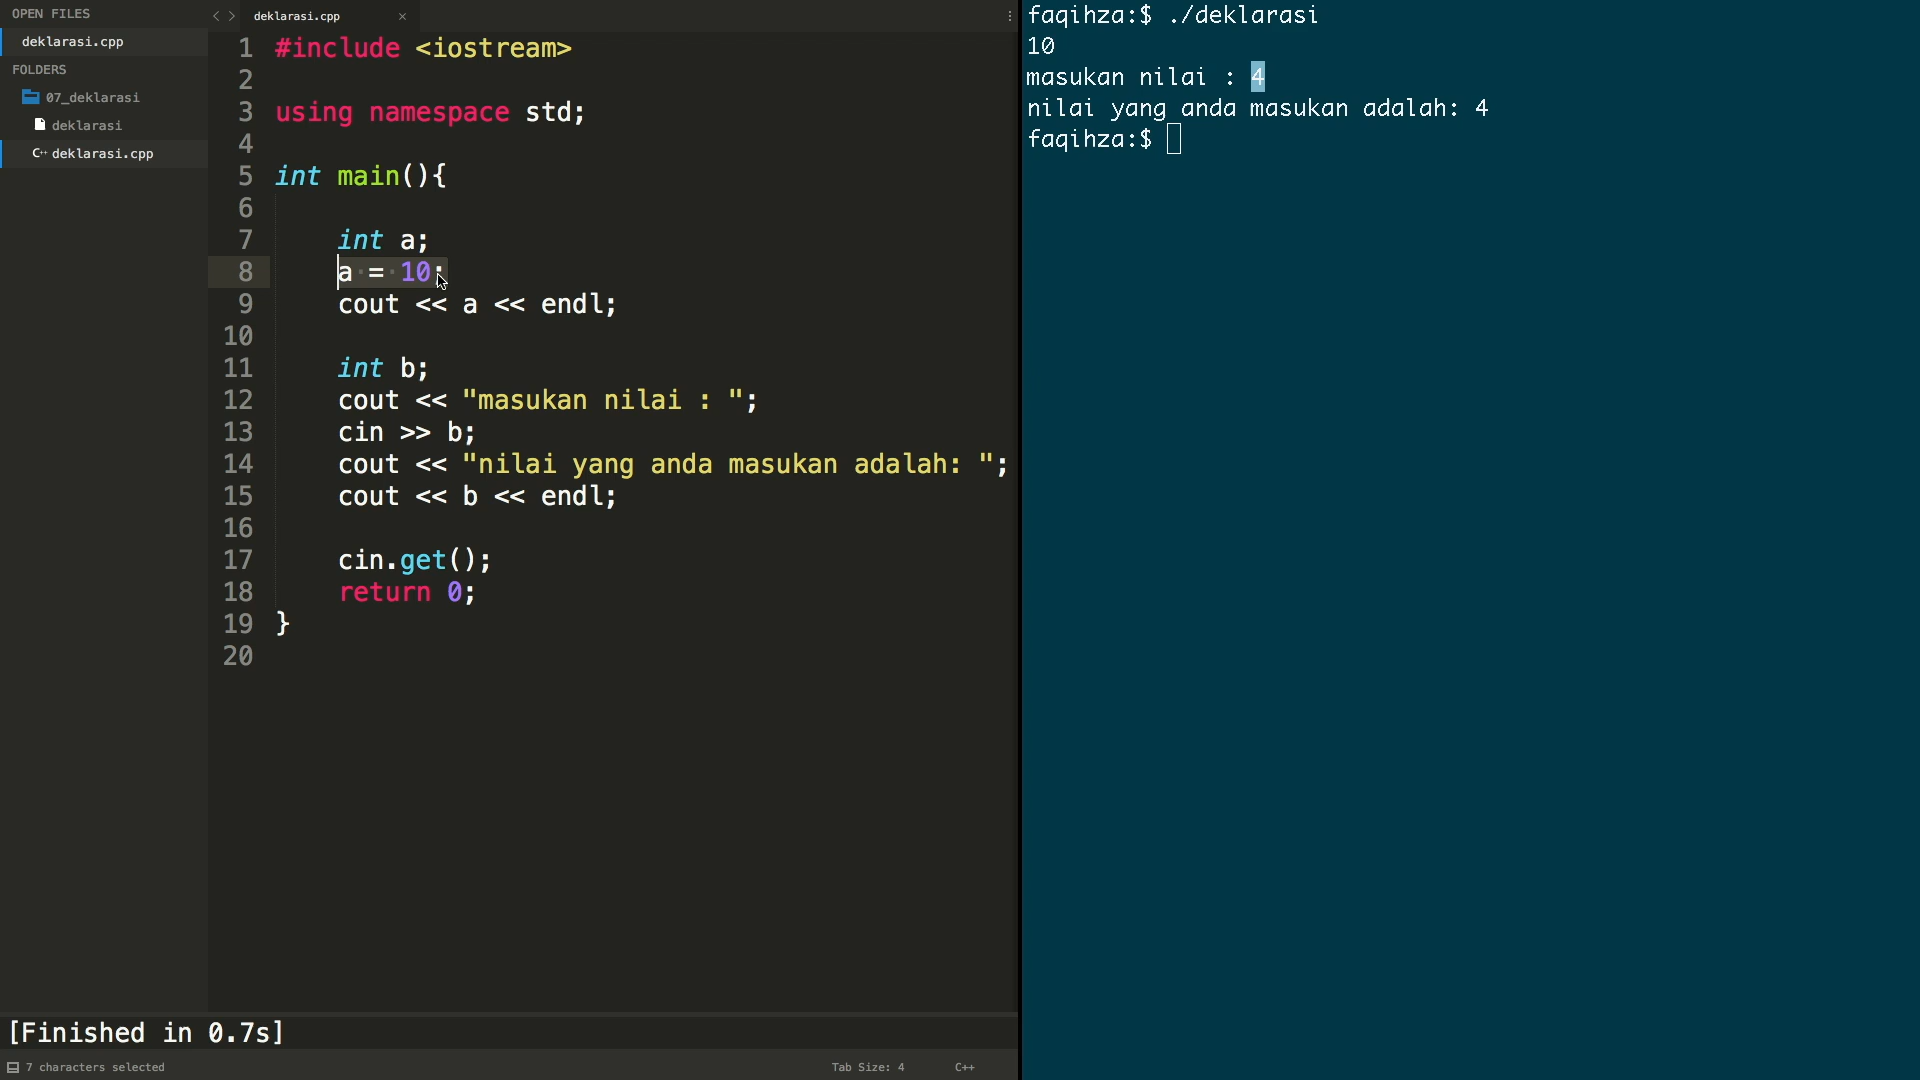 OPEN FILES
deklarasi.cpp
FOLDERS
07_deklarasi
deklarasi
C++ deklarasi.cpp
deklarasi.cpp
1 #include <iostream>
2
3 using namespace std;
4
5 int main(){
6
7 int a;
8 a = 10;
9 cout << a << endl;
10
11 int b;
12 cout << "masukan nilai : ";
13 cin >> b;
14 cout << "nilai yang anda masukan adalah: ";
15 cout << b << endl;
16
17 cin.get();
18 return 0;
19 }
20
[Finished in 0.7s]
7 characters selected
Tab Size: 4
C++
faqihza:$ ./deklarasi
10
masukan nilai : 4
nilai yang anda masukan adalah: 4
faqihza:$